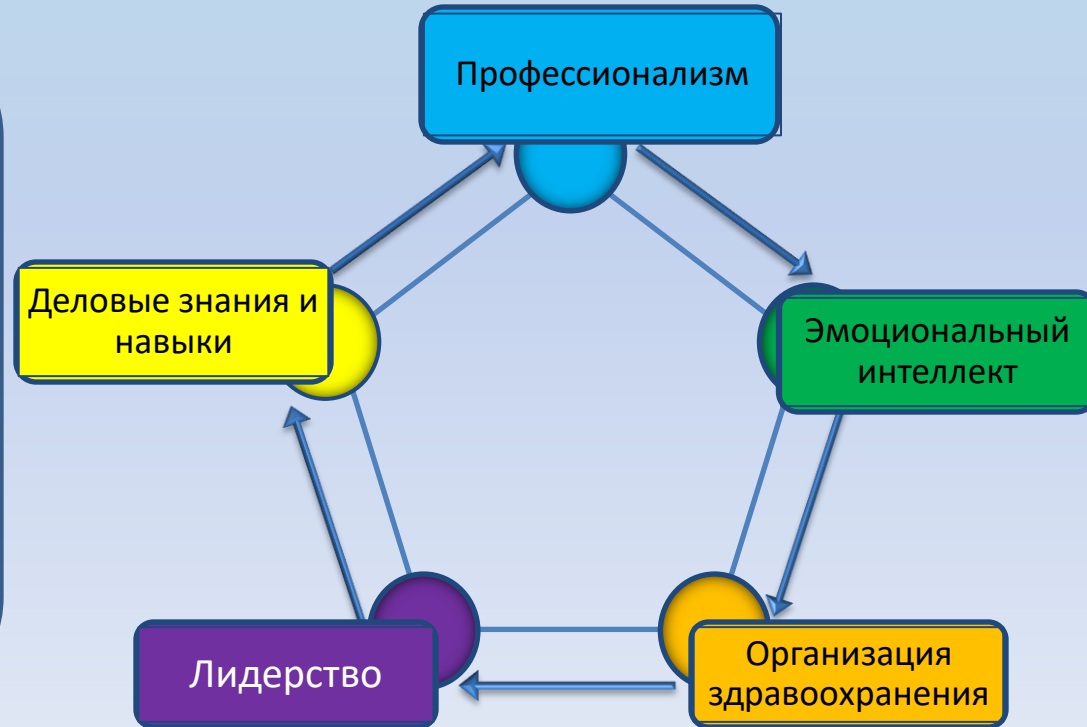 Профессионализм
Деловые знания и
навыки
Эмоциональный
интеллект
Лидерство
Организация
здравоохранения